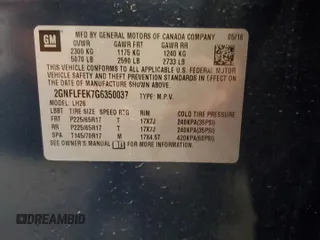 GM
MFD BY GENERAL MOTORS OF CANADA COMPANY 05/16
GVWR GAWR FRT GAWR RR
2300 KG 1175 KG 1240 KG
5070 LB 2590 LB 2733 LB
THIS VEHICLE CONFORMS TO ALL APPLICABLE U.S. FEDERAL MOTOR
VEHICLE SAFETY AND THEFT PREVENTION STANDARDS IN EFFECT ON THE DATE
OF MANUFACTURE SHOWN ABOVE.
2GNFLFEK7G6350037 TYPE: M.P.V.
MODEL: LH26
TIRE SIZE SPEED RTG RIM COLD TIRE PRESSURE
FRT P225/65R17 T 17X7J 240KPA(35PSI)
RR P225/65R17 T 17X7J 240KPA(35PSI)
SPA T145/70R17 M 17X4.5T 420KPA(60PSI)
DREAMBID